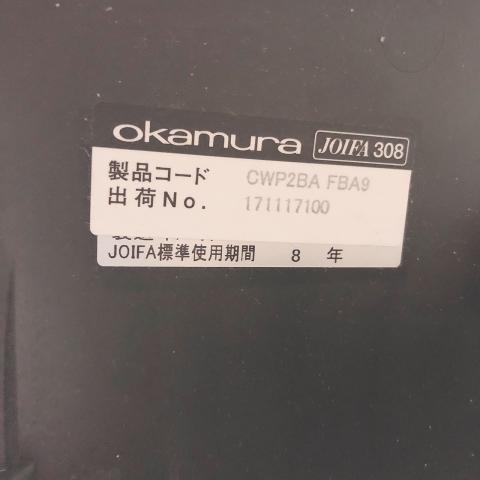 okamura JOIFA 308
製品コード CWP2BA FBA9
出荷No. 171117100
JOIFA標準使用期間 8 年